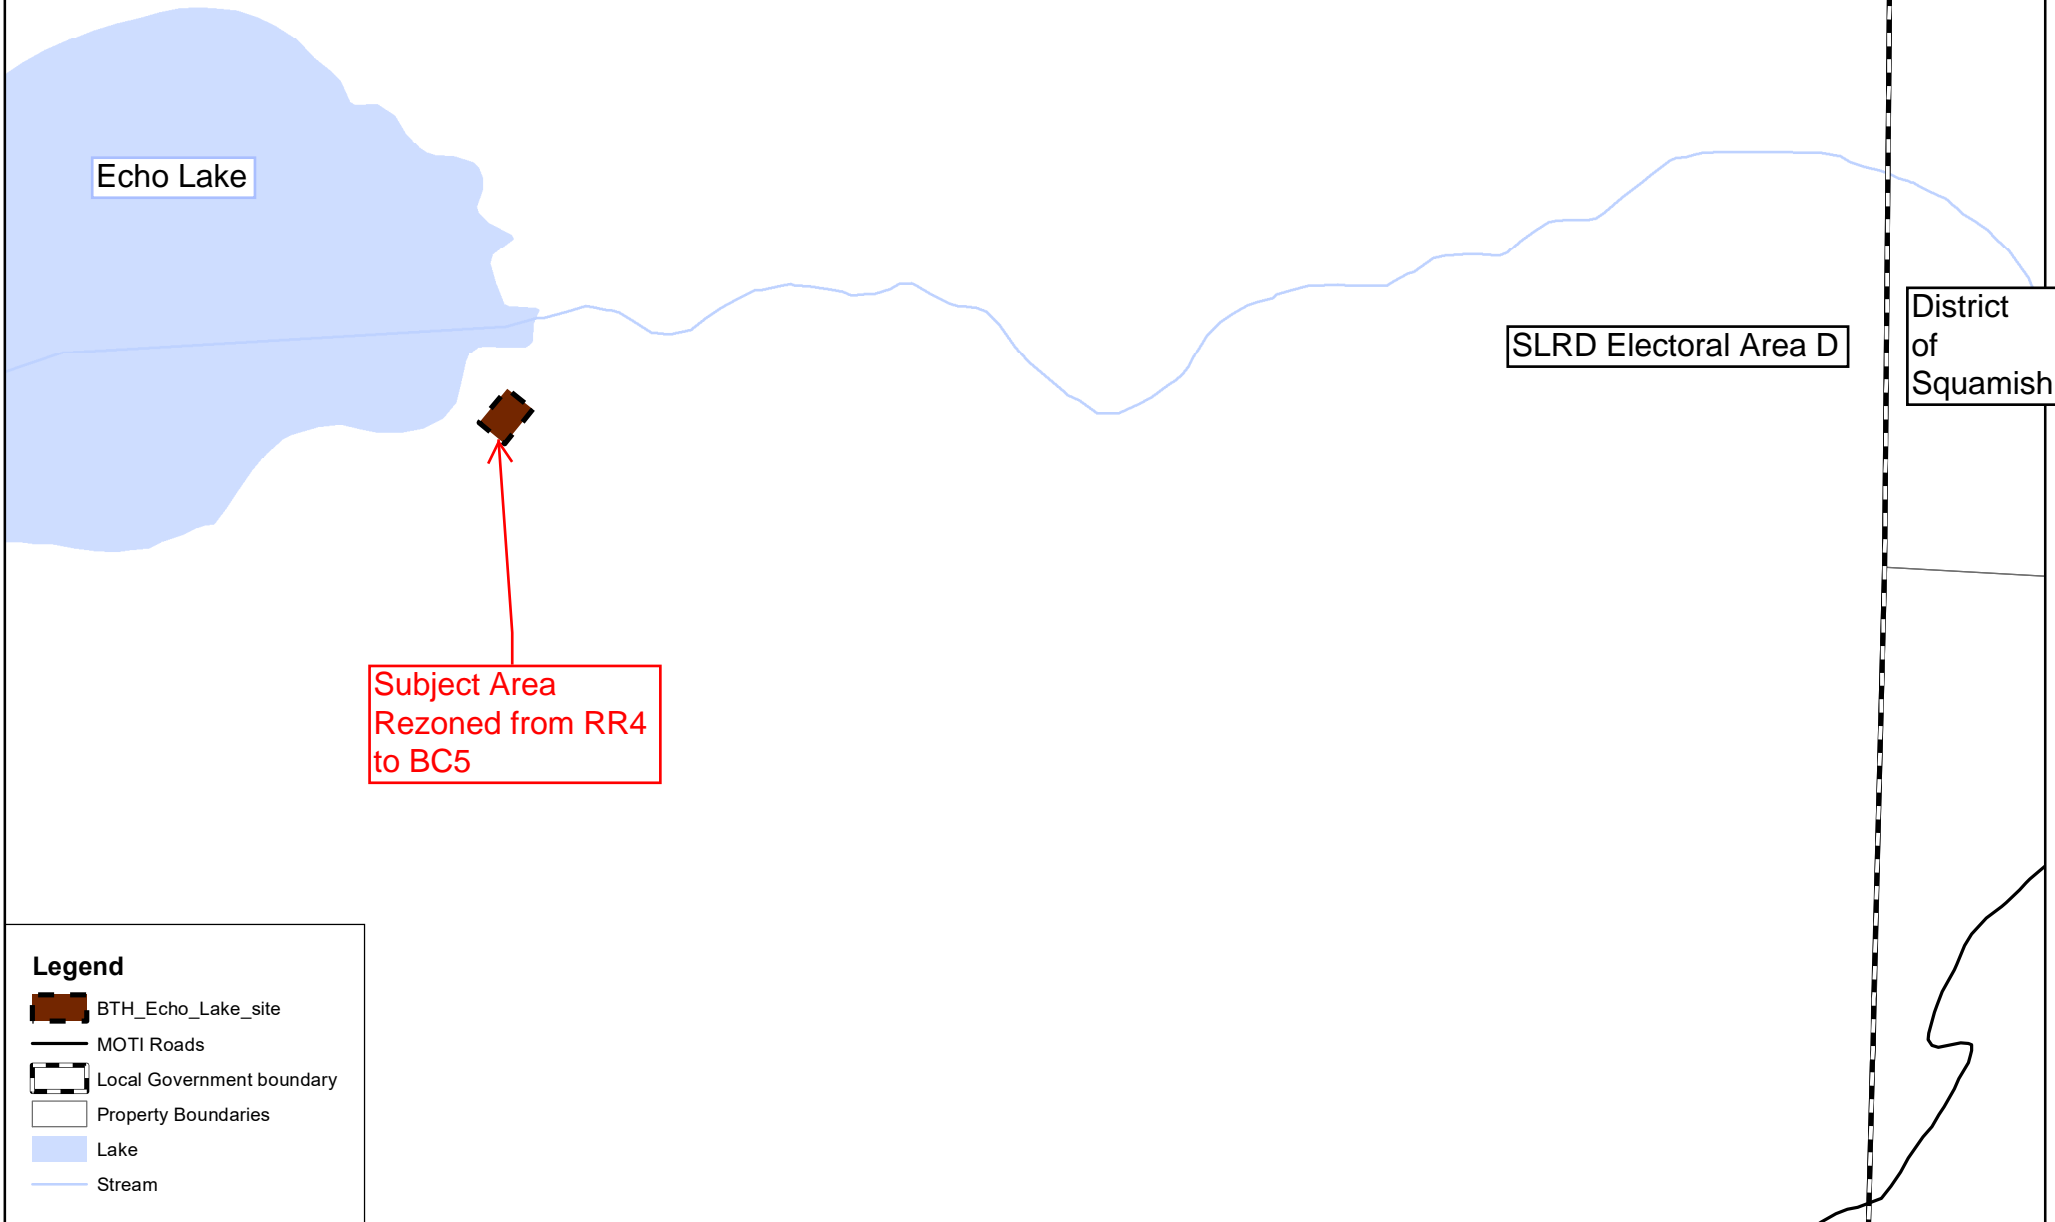 Echo Lake
SLRD Electoral Area D
District
of
Squamish
Subject Area
Rezoned from RR4
to BC5
Legend
BTH_Echo_Lake_site
MOTI Roads
Local Government boundary
Property Boundaries
Lake
Stream